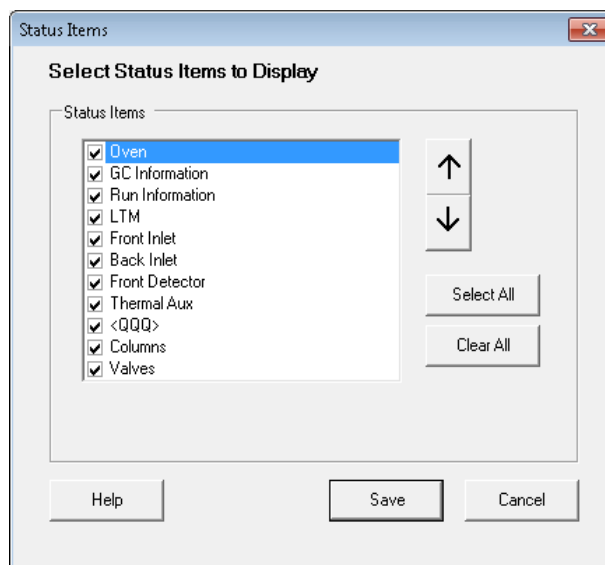 Status Items
Select Status Items to Display
Status Items
Oven
GC Information
Run Information
LTM
Front Inlet
Back Inlet
Front Detector
Thermal Aux
<QQQ>
Columns
Valves
Select All
Clear All
Help
Save
Cancel